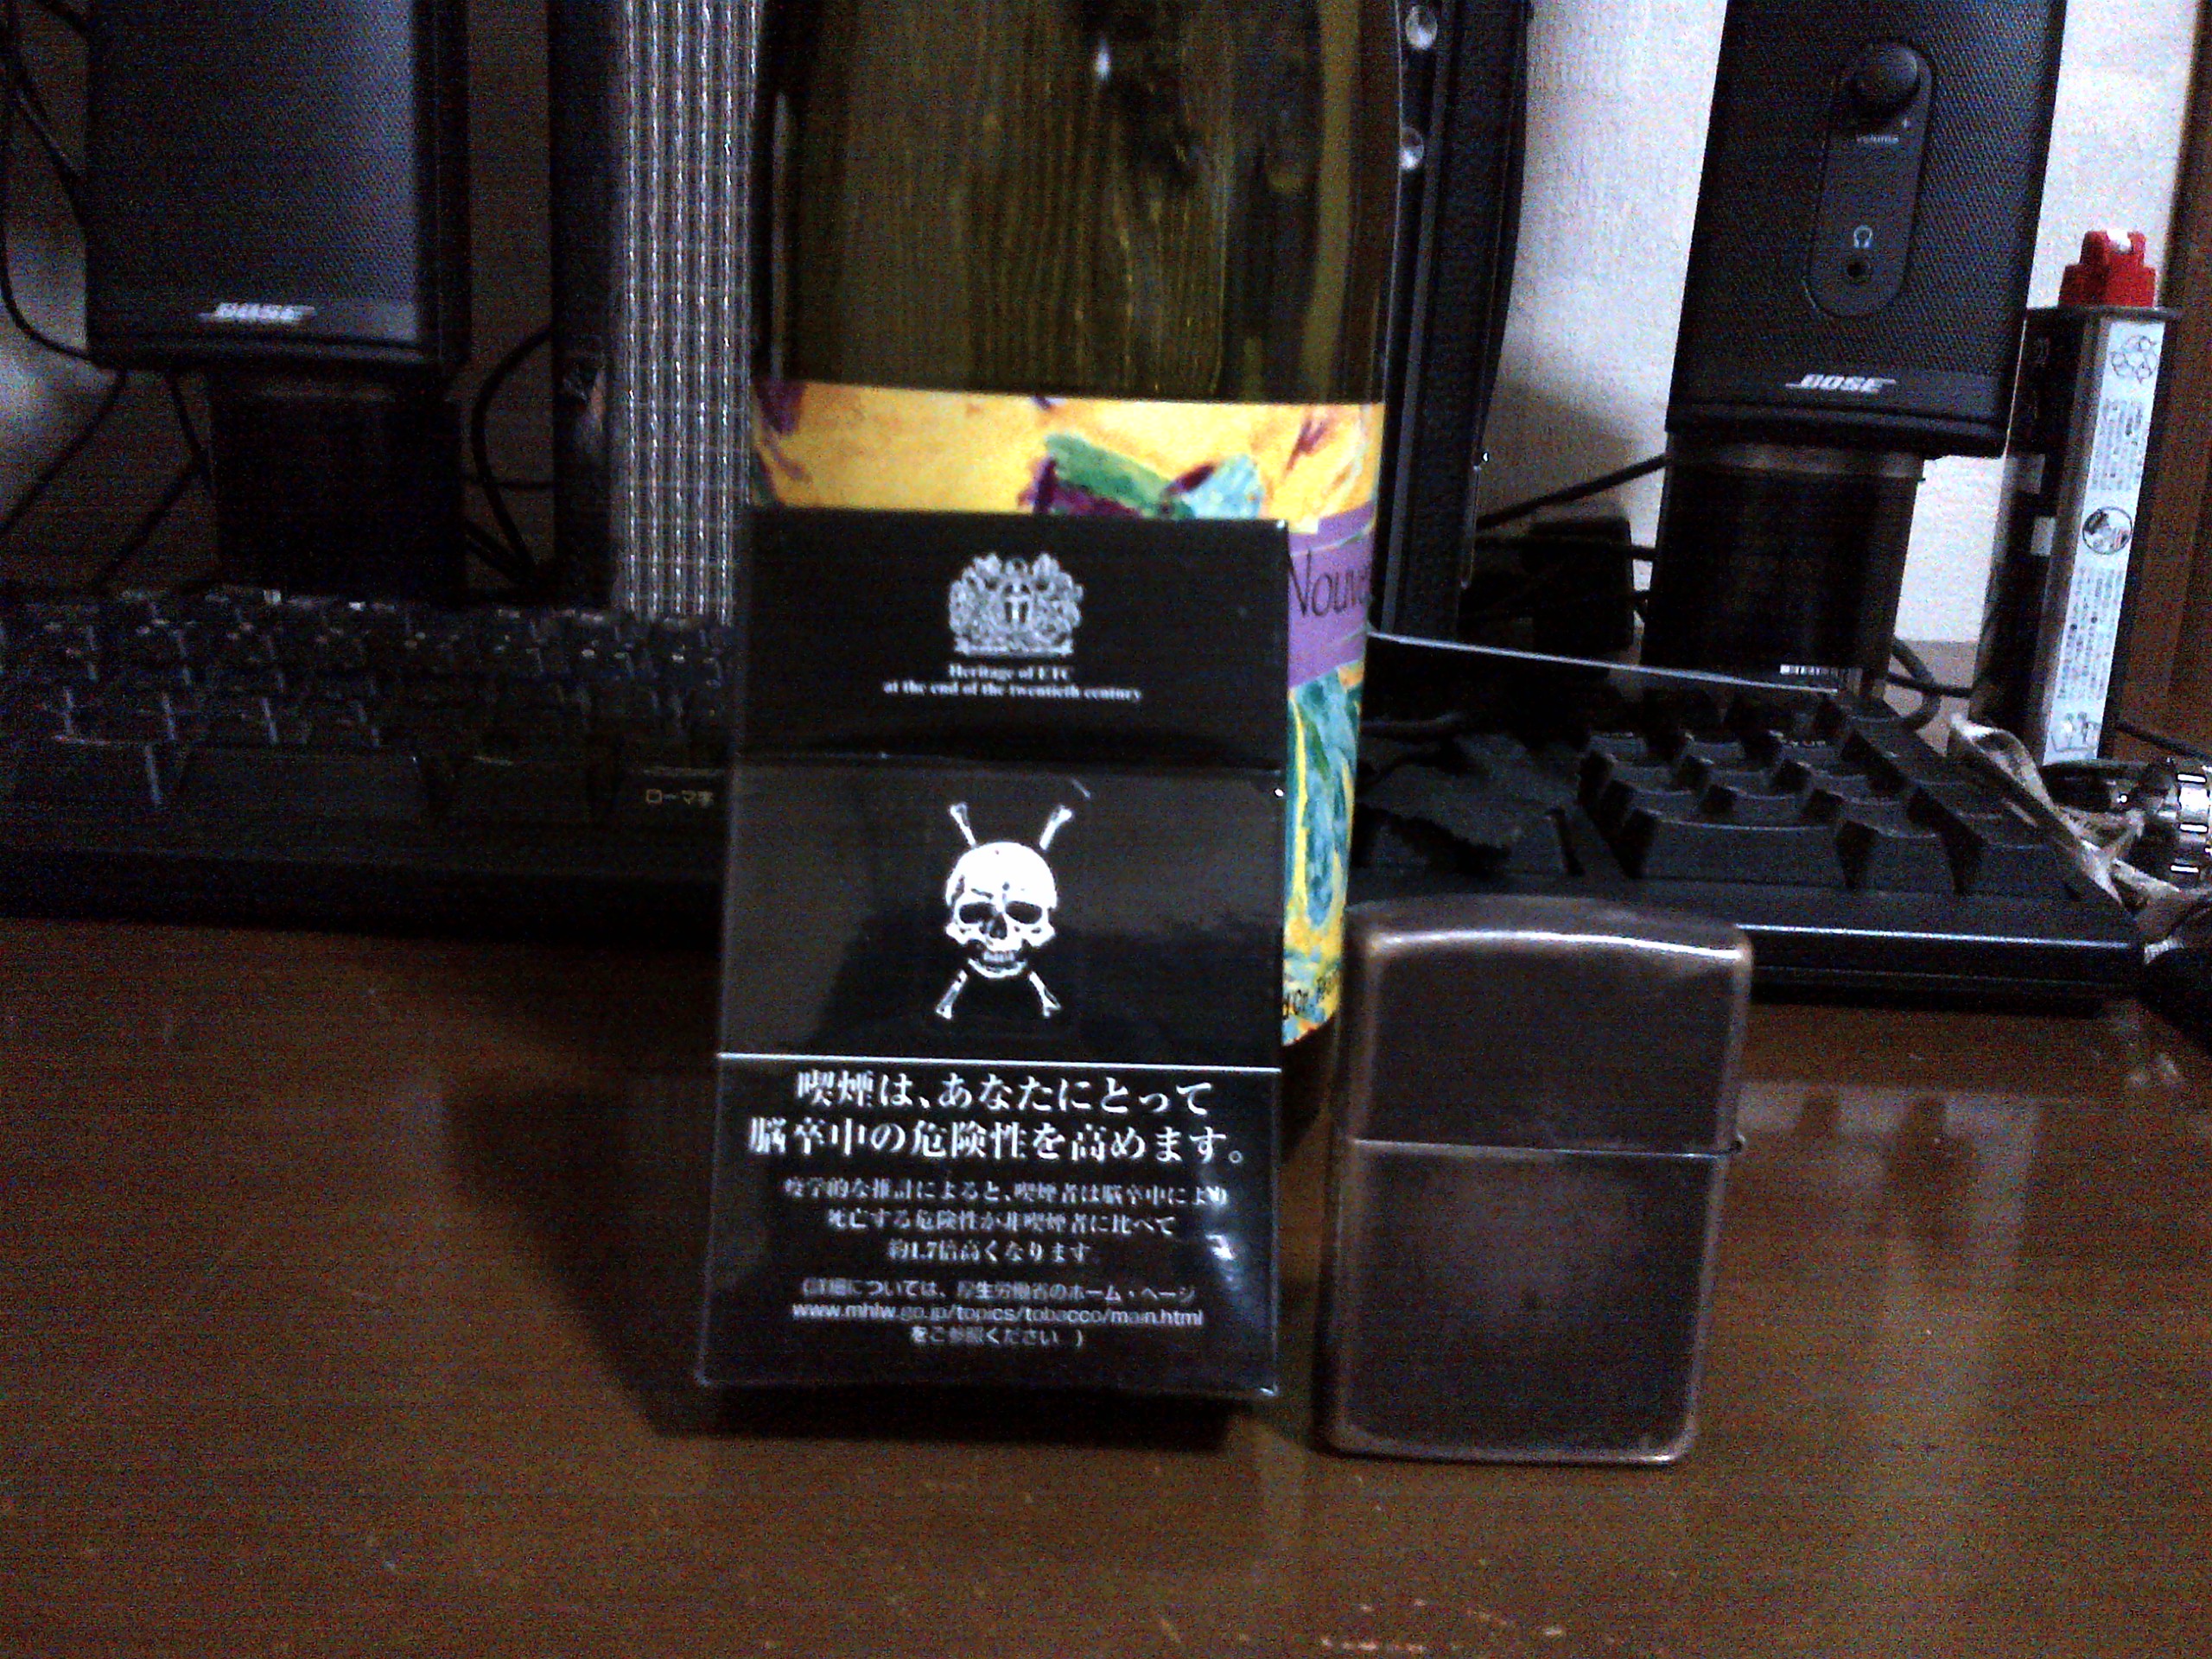 BOSE
volume
BOSE
Nouve
Heritage of ETC
at the end of the twentieth century
ローマ字
喫煙は、あなたにとって
脳卒中の危険性を高めます。
疫学的な推計によると、喫煙者は脳卒中により
死亡する危険性が非喫煙者に比べて
約1.7倍高くなります。
(詳細については、厚生労働省のホーム・ページ
www.mhlw.go.jp/topics/tobacco/main.html
をご参照ください。)